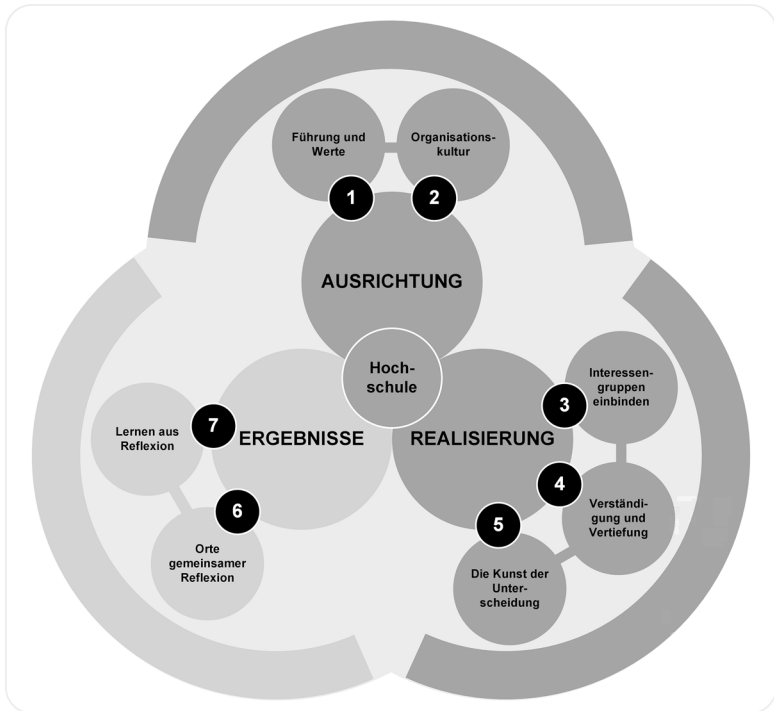 Führung und
Werte
Organisations-
kultur
1
2
AUSRICHTUNG
Hoch-
schule
Interessen-
gruppen
einbinden
3
REALISIERUNG
4
Verständi-
gung und
Vertiefung
5
Die Kunst der
Unter-
scheidung
ERGEBNISSE
6
Orte
gemeinsamer
Reflexion
7
Lernen aus
Reflexion